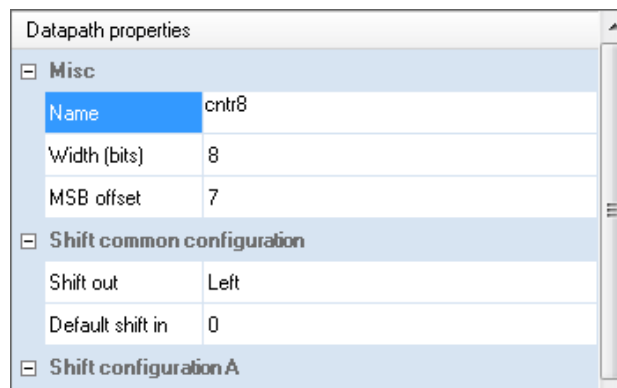 Datapath properties
Misc
Name cntr8
Width (bits) 8
MSB offset 7
Shift common configuration
Shift out Left
Default shift in 0
Shift configuration A